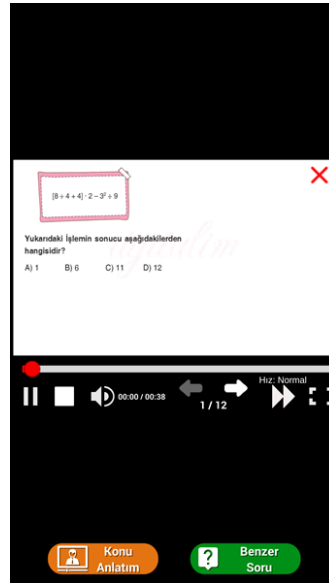 [8 ÷ 4 + 4] · 2 − 3² ÷ 9
Yukarıdaki İşlemin sonucu aşağıdakilerden
hangisidir?
A) 1 B) 6 C) 11 D) 12
Hız: Normal
00:00 / 00:38
1 / 12
Konu
Anlatım
Benzer
Soru